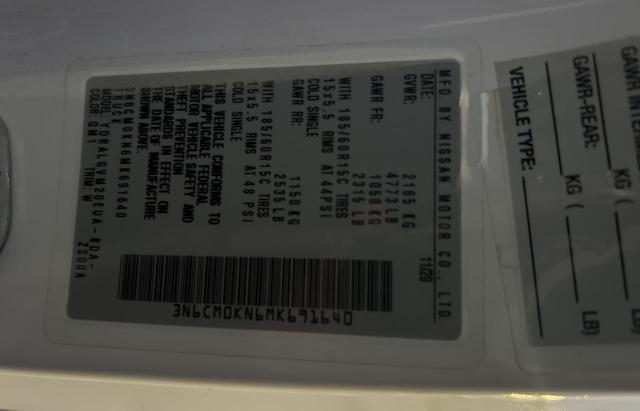 MFD BY NISSAN MOTOR CO., LTD.
DATE: 11/20
GVWR: 2165 KG
4773 LB
GAWR FR: 1050 KG
2315 LB
WITH 185/60R15C TIRES
15x5.5 RIMS AT 44PSI
COLD SINGLE
GAWR RR: 1150 KG
2535 LB
WITH 185/60R15C TIRES
15x5.5 RIMS AT 48 PSI
COLD SINGLE
THIS VEHICLE CONFORMS TO
ALL APPLICABLE FEDERAL
MOTOR VEHICLE SAFETY AND
THEFT PREVENTION
STANDARDS IN EFFECT ON
THE DATE OF MANUFACTURE
SHOWN ABOVE.
3N6CM0KN6MK691640
TRUCK
MODEL:
COLOR: QM1 TRIM: W
ZS00A
3N6CM0KN6MK691640
GAWR-REAR:
KG ( LB)
VEHICLE TYPE:
KG ( LB)